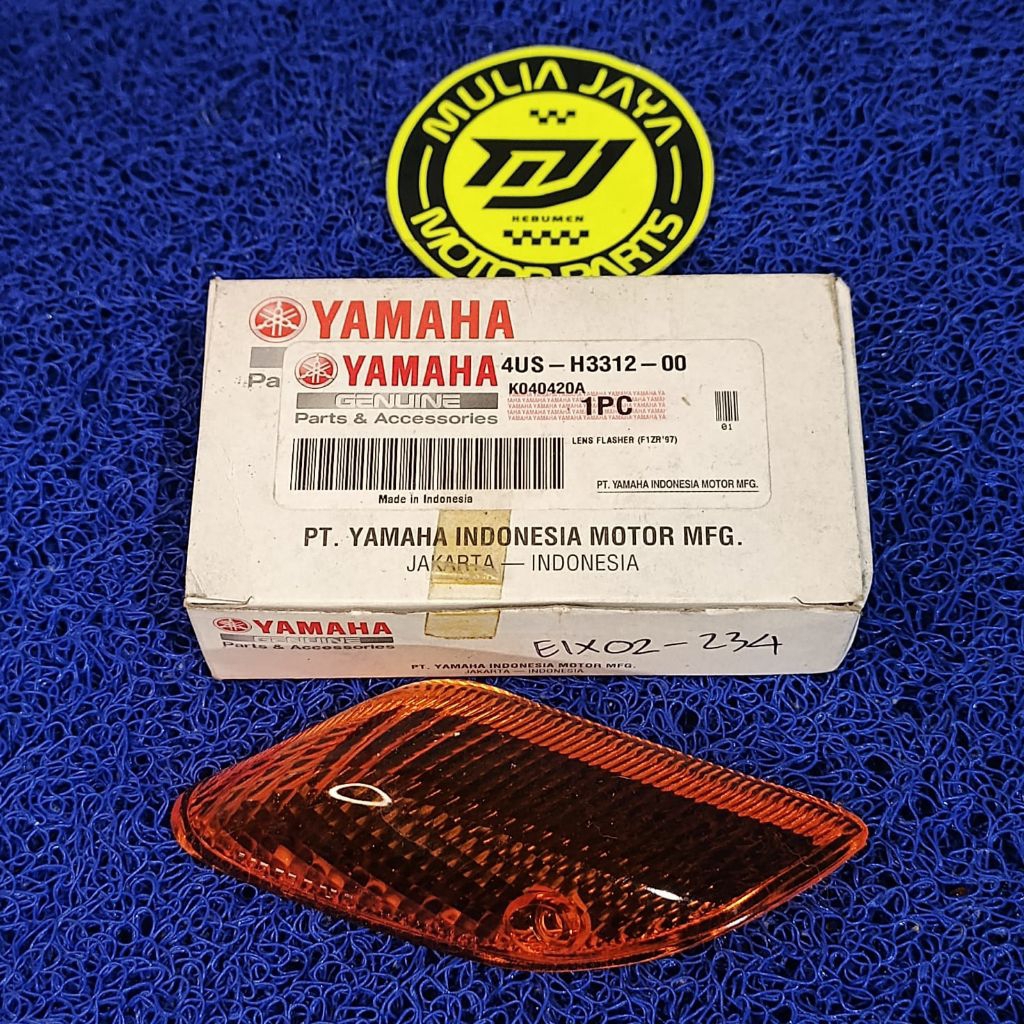 MULIA JAYA
MJ
KEBUMEN
MOTOR PARTS
YAMAHA
Pa
YAMAHA 4US-H3312-00
K040420A
GENUINE
1PC
Parts & Accessories
01
LENS FLASHER (F1ZR'97)
PT. YAMAHA INDONESIA MOTOR MFG.
Made in Indonesia
PT. YAMAHA INDONESIA MOTOR MFG.
JAKARTA — INDONESIA
YAMAHA
GENUINE
Parts & Accessories
E1X02-234
PT. YAMAHA INDONESIA MOTOR MFG.
JAKARTA — INDONESIA